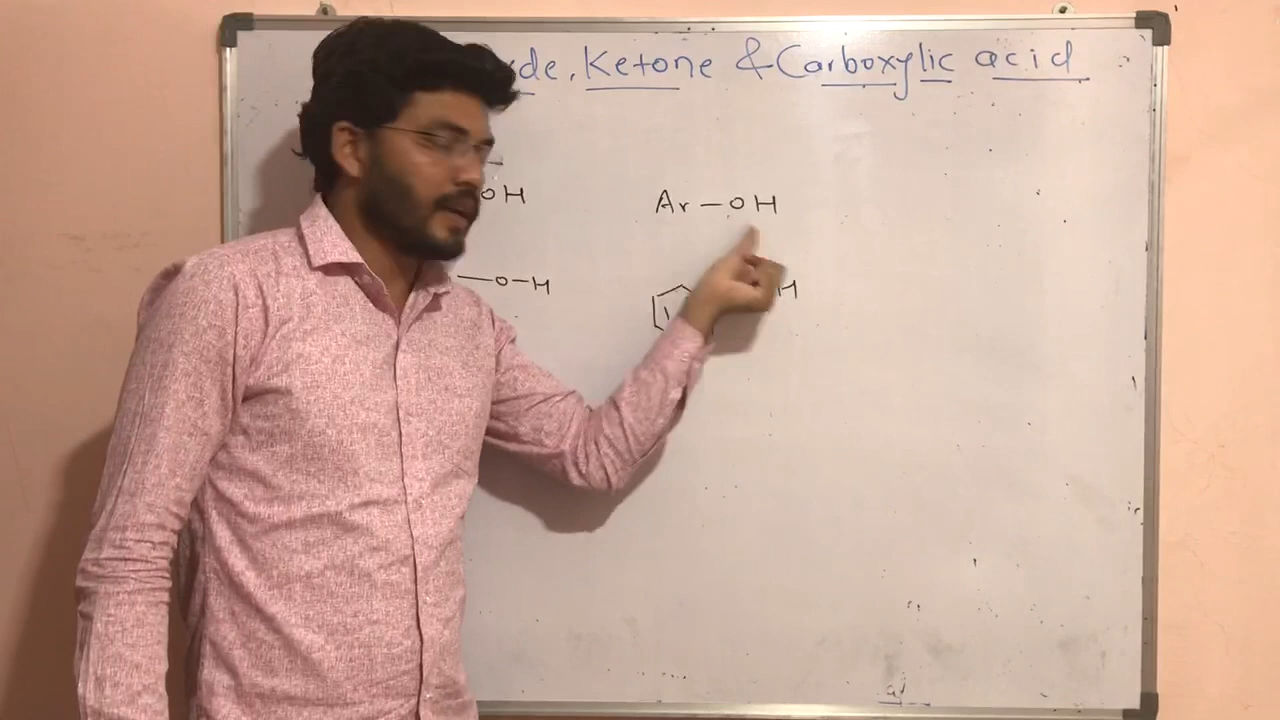 de, Ketone & Carboxylic acid
OH Ar - OH
- O - H H